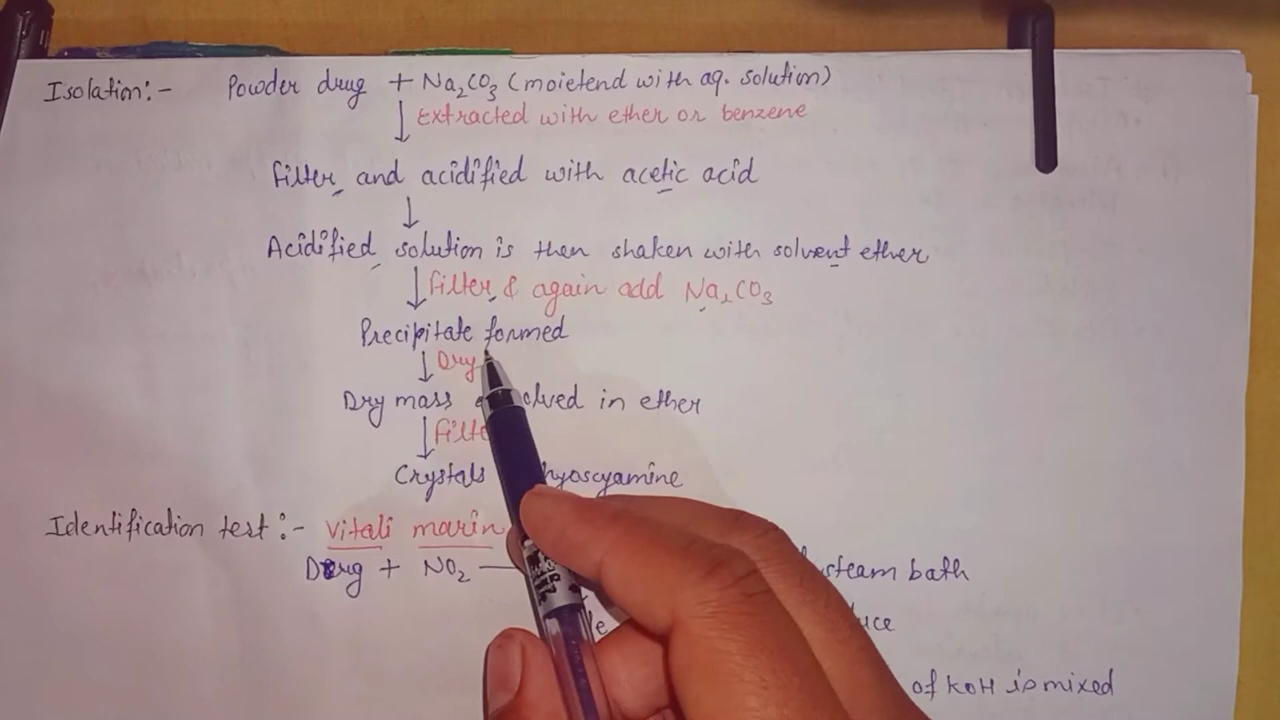 Isolation:- Powder drug + Na2CO3 (moietend with aq. solution)
Extracted with ether or benzene
Filter and acidified with acetic acid
Acidified solution is then shaken with solvent ether
Filter & again add Na2CO3
Precipitate formed
Dry
Dry mass in ether
Crystals hyoscyamine
Identification test:- vitali marin
Drug + NO2 steam bath
of KOH is mixed